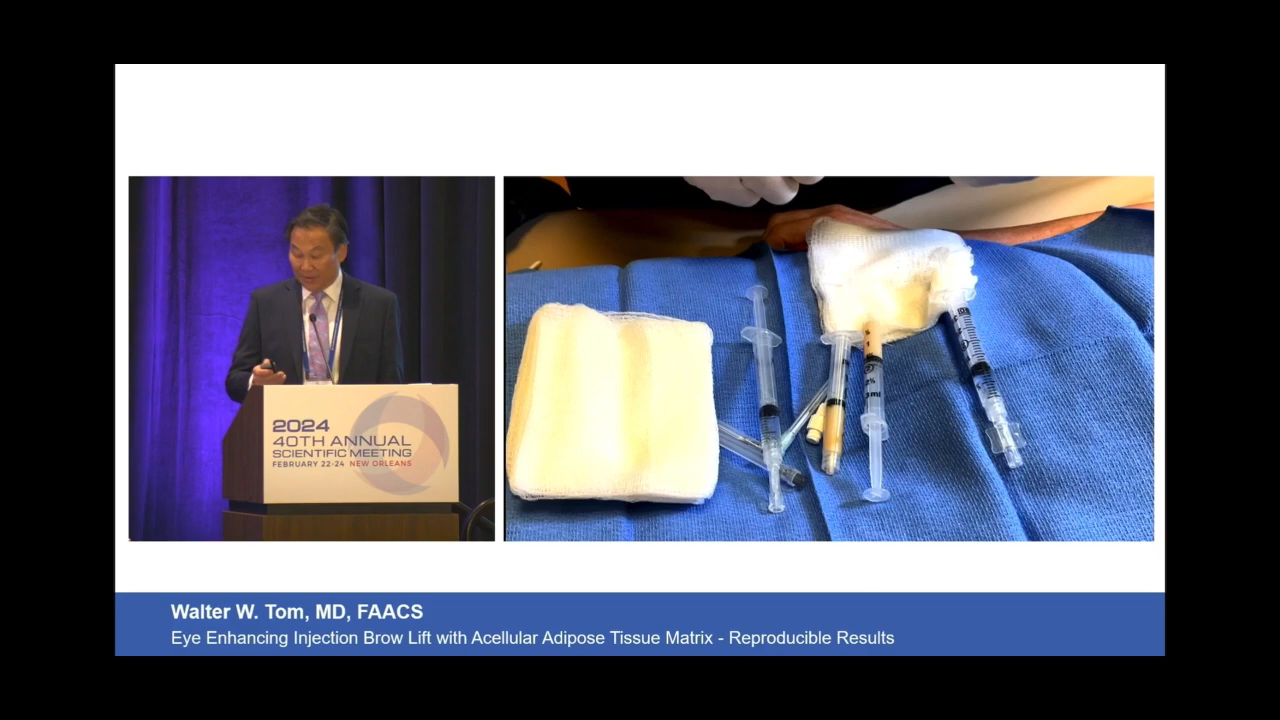 2024
40TH ANNUAL
SCIENTIFIC MEETING
FEBRUARY 22-24 NEW ORLEANS
Walter W. Tom, MD, FAACS
Eye Enhancing Injection Brow Lift with Acellular Adipose Tissue Matrix - Reproducible Results